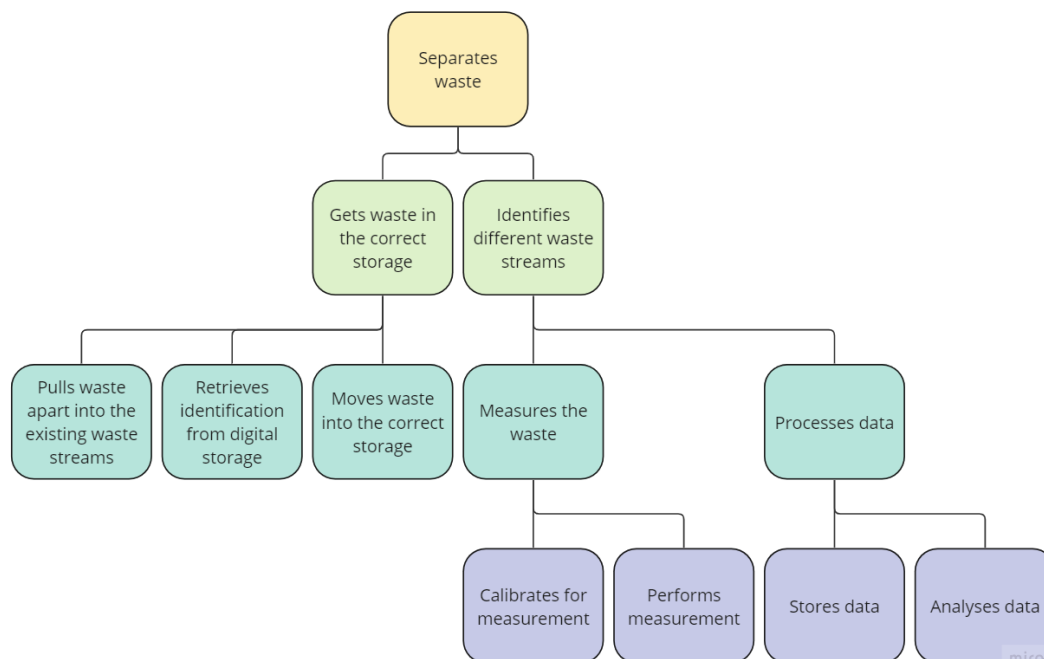 Separates
waste
Gets waste in
the correct
storage
Identifies
different waste
streams
Pulls waste
apart into the
existing waste
streams
Retrieves
identification
from digital
storage
Moves waste
into the correct
storage
Measures the
waste
Processes data
Calibrates for
measurement
Performs
measurement
Stores data
Analyses data